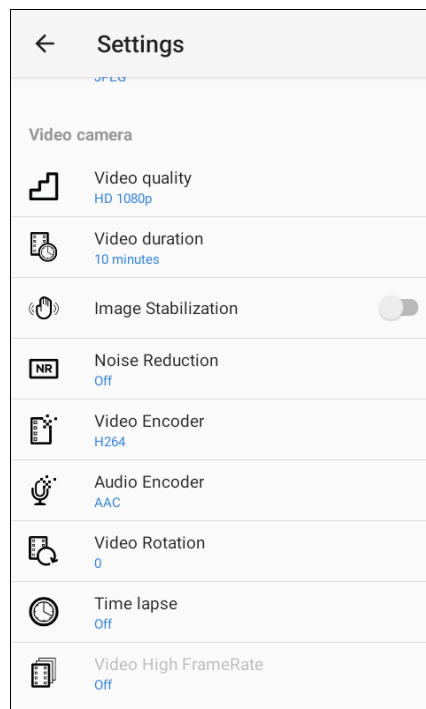 Settings
JPEG
Video camera
Video quality
HD 1080p
Video duration
10 minutes
Image Stabilization
NR
Noise Reduction
Off
Video Encoder
H264
Audio Encoder
AAC
Video Rotation
0
Time lapse
Off
Video High FrameRate
Off